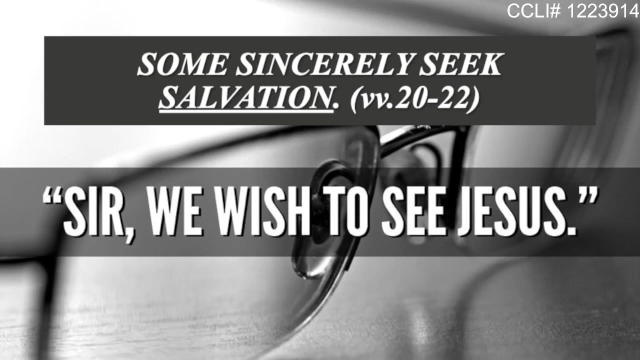 CCLI# 1223914
SOME SINCERELY SEEK
SALVATION. (vv.20-22)
“SIR, WE WISH TO SEE JESUS.”